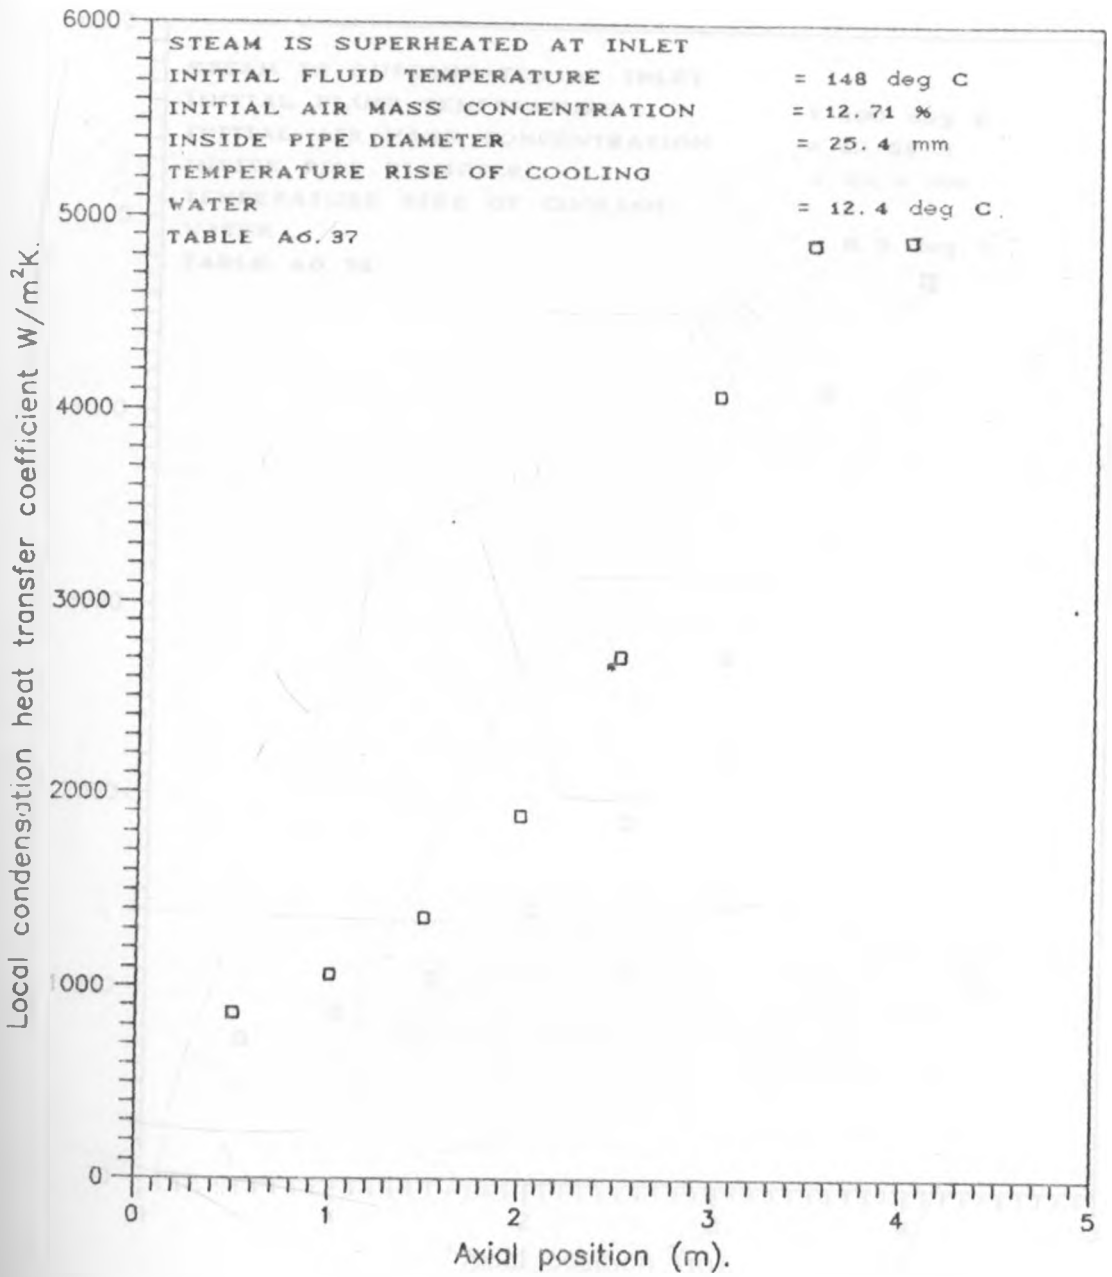 6000
5000
4000
3000
2000
1000
0
Local condensation heat transfer coefficient W/m²K.
STEAM IS SUPERHEATED AT INLET
INITIAL FLUID TEMPERATURE = 148 deg C
INITIAL AIR MASS CONCENTRATION = 12.71 %
INSIDE PIPE DIAMETER = 25.4 mm
TEMPERATURE RISE OF COOLING
WATER = 12.4 deg C.
TABLE A6.37
0 1 2 3 4 5
Axial position (m).